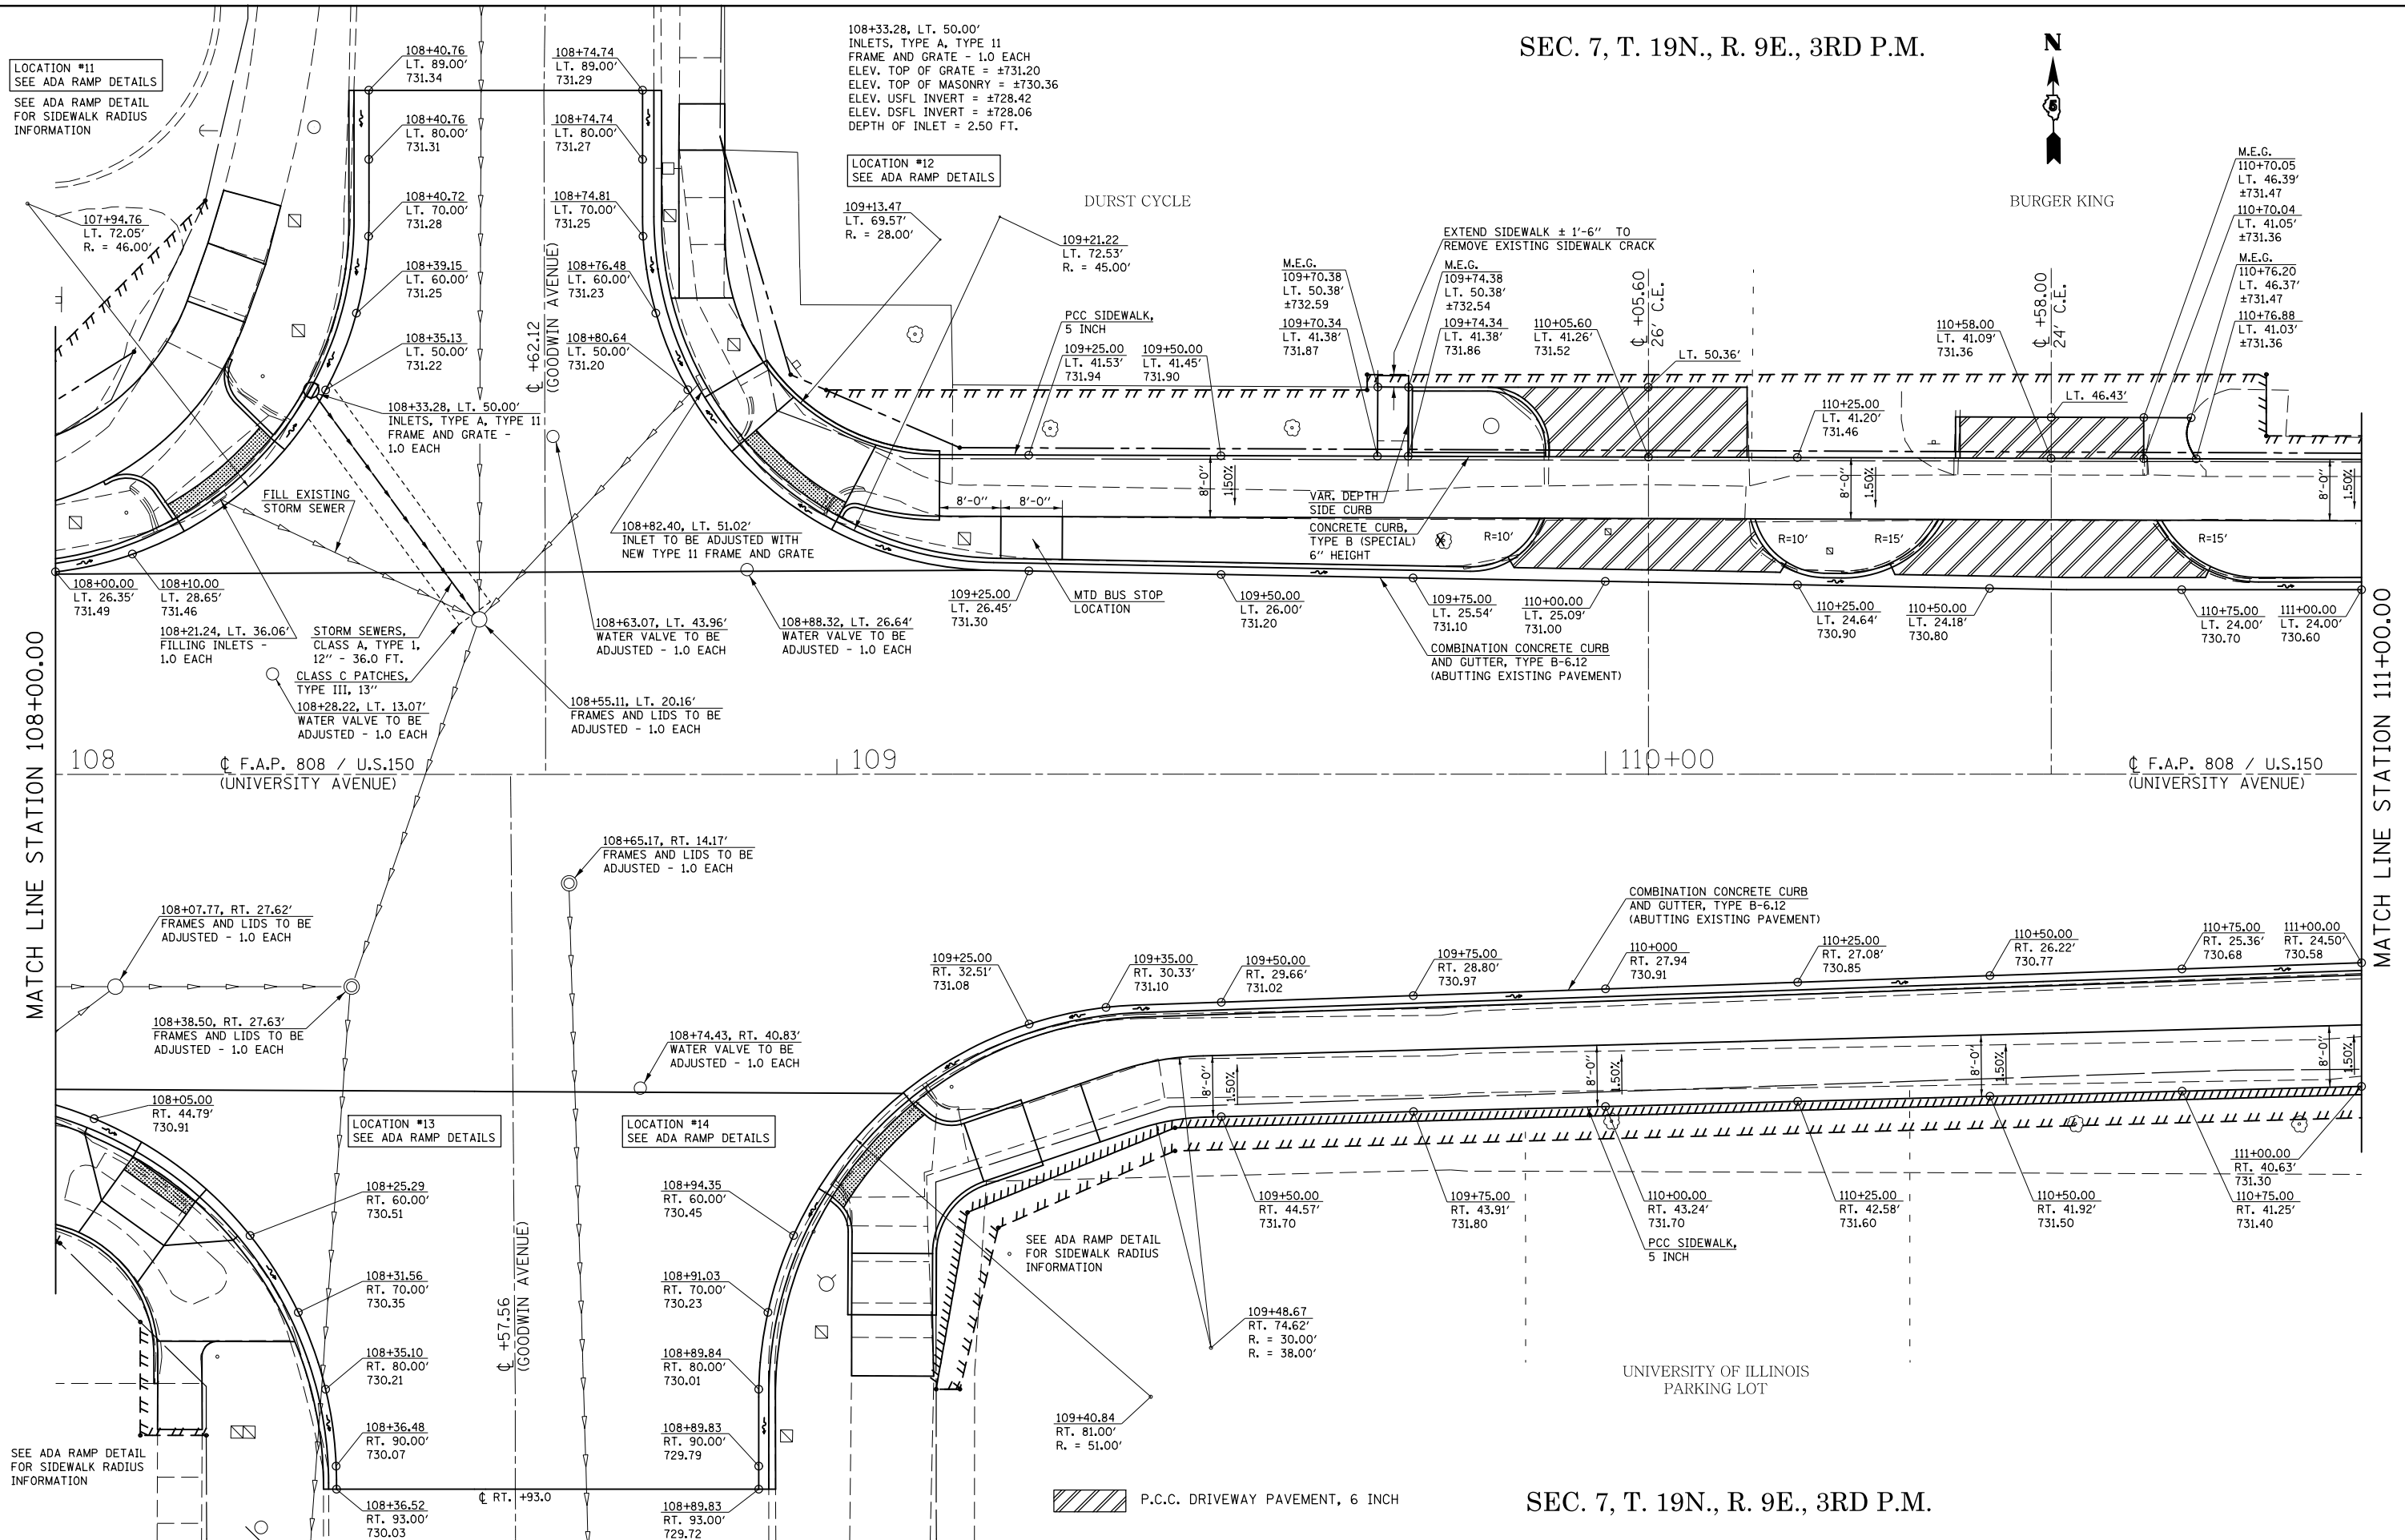 SEC. 7, T. 19N., R. 9E., 3RD P.M.
N
5
LOCATION #11
SEE ADA RAMP DETAILS
SEE ADA RAMP DETAIL
FOR SIDEWALK RADIUS
INFORMATION
107+94.76
LT. 72.05'
R. = 46.00'
108+40.76
LT. 89.00'
731.34
108+40.76
LT. 80.00'
731.31
108+40.72
LT. 70.00'
731.28
108+39.15
LT. 60.00'
731.25
108+35.13
LT. 50.00'
731.22
108+33.28, LT. 50.00'
INLETS, TYPE A, TYPE 11
FRAME AND GRATE -
1.0 EACH
108+74.74
LT. 89.00'
731.29
108+74.74
LT. 80.00'
731.27
108+74.81
LT. 70.00'
731.25
108+76.48
LT. 60.00'
731.23
108+80.64
LT. 50.00'
731.20
℄ +62.12
(GOODWIN AVENUE)
108+33.28, LT. 50.00'
INLETS, TYPE A, TYPE 11
FRAME AND GRATE - 1.0 EACH
ELEV. TOP OF GRATE = ±731.20
ELEV. TOP OF MASONRY = ±730.36
ELEV. USFL INVERT = ±728.42
ELEV. DSFL INVERT = ±728.06
DEPTH OF INLET = 2.50 FT.
LOCATION #12
SEE ADA RAMP DETAILS
109+13.47
LT. 69.57'
R. = 28.00'
109+21.22
LT. 72.53'
R. = 45.00'
DURST CYCLE
BURGER KING
PCC SIDEWALK,
5 INCH
109+25.00
LT. 41.53'
731.94
109+50.00
LT. 41.45'
731.90
M.E.G.
109+70.38
LT. 50.38'
±732.59
109+70.34
LT. 41.38'
731.87
EXTEND SIDEWALK ± 1'-6" TO
REMOVE EXISTING SIDEWALK CRACK
M.E.G.
109+74.38
LT. 50.38'
±732.54
109+74.34
LT. 41.38'
731.86
110+05.60
LT. 41.26'
731.52
℄ +05.60
26' C.E.
LT. 50.36'
110+25.00
LT. 41.20'
731.46
110+58.00
LT. 41.09'
731.36
℄ +58.00
24' C.E.
LT. 46.43'
M.E.G.
110+70.05
LT. 46.39'
±731.47
110+70.04
LT. 41.05'
±731.36
M.E.G.
110+76.20
LT. 46.37'
±731.47
110+76.88
LT. 41.03'
±731.36
FILL EXISTING
STORM SEWER
108+82.40, LT. 51.02'
INLET TO BE ADJUSTED WITH
NEW TYPE 11 FRAME AND GRATE
8'-0"
8'-0"
8'-0"
1.50%
VAR. DEPTH
SIDE CURB
CONCRETE CURB,
TYPE B (SPECIAL)
6" HEIGHT
R=10'
R=10'
R=15'
R=15'
8'-0"
1.50%
8'-0"
1.50%
108+00.00
LT. 26.35'
731.49
108+10.00
LT. 28.65'
731.46
108+21.24, LT. 36.06'
FILLING INLETS -
1.0 EACH
STORM SEWERS,
CLASS A, TYPE 1,
12" - 36.0 FT.
CLASS C PATCHES,
TYPE III, 13"
108+28.22, LT. 13.07'
WATER VALVE TO BE
ADJUSTED - 1.0 EACH
108+55.11, LT. 20.16'
FRAMES AND LIDS TO BE
ADJUSTED - 1.0 EACH
108+63.07, LT. 43.96'
WATER VALVE TO BE
ADJUSTED - 1.0 EACH
108+88.32, LT. 26.64'
WATER VALVE TO BE
ADJUSTED - 1.0 EACH
109+25.00
LT. 26.45'
731.30
MTD BUS STOP
LOCATION
109+50.00
LT. 26.00'
731.20
109+75.00
LT. 25.54'
731.10
110+00.00
LT. 25.09'
731.00
COMBINATION CONCRETE CURB
AND GUTTER, TYPE B-6.12
(ABUTTING EXISTING PAVEMENT)
110+25.00
LT. 24.64'
730.90
110+50.00
LT. 24.18'
730.80
110+75.00
LT. 24.00'
730.70
111+00.00
LT. 24.00'
730.60
MATCH LINE STATION 108+00.00
MATCH LINE STATION 111+00.00
108
109
110+00
℄ F.A.P. 808 / U.S.150
(UNIVERSITY AVENUE)
℄ F.A.P. 808 / U.S.150
(UNIVERSITY AVENUE)
108+65.17, RT. 14.17'
FRAMES AND LIDS TO BE
ADJUSTED - 1.0 EACH
108+07.77, RT. 27.62'
FRAMES AND LIDS TO BE
ADJUSTED - 1.0 EACH
108+38.50, RT. 27.63'
FRAMES AND LIDS TO BE
ADJUSTED - 1.0 EACH
108+74.43, RT. 40.83'
WATER VALVE TO BE
ADJUSTED - 1.0 EACH
COMBINATION CONCRETE CURB
AND GUTTER, TYPE B-6.12
(ABUTTING EXISTING PAVEMENT)
109+25.00
RT. 32.51'
731.08
109+35.00
RT. 30.33'
731.10
109+50.00
RT. 29.66'
731.02
109+75.00
RT. 28.80'
730.97
110+000
RT. 27.94
730.91
110+25.00
RT. 27.08'
730.85
110+50.00
RT. 26.22'
730.77
110+75.00
RT. 25.36'
730.68
111+00.00
RT. 24.50'
730.58
8'-0"
1.50%
8'-0"
1.50%
8'-0"
1.50%
8'-0"
1.50%
108+05.00
RT. 44.79'
730.91
LOCATION #13
SEE ADA RAMP DETAILS
LOCATION #14
SEE ADA RAMP DETAILS
108+25.29
RT. 60.00'
730.51
108+31.56
RT. 70.00'
730.35
108+35.10
RT. 80.00'
730.21
108+36.48
RT. 90.00'
730.07
108+36.52
RT. 93.00'
730.03
℄ +57.56
(GOODWIN AVENUE)
℄ RT. +93.0
108+94.35
RT. 60.00'
730.45
108+91.03
RT. 70.00'
730.23
108+89.84
RT. 80.00'
730.01
108+89.83
RT. 90.00'
729.79
108+89.83
RT. 93.00'
729.72
SEE ADA RAMP DETAIL
FOR SIDEWALK RADIUS
INFORMATION
109+50.00
RT. 44.57'
731.70
109+75.00
RT. 43.91'
731.80
110+00.00
RT. 43.24'
731.70
PCC SIDEWALK,
5 INCH
110+25.00
RT. 42.58'
731.60
110+50.00
RT. 41.92'
731.50
111+00.00
RT. 40.63'
731.30
110+75.00
RT. 41.25'
731.40
109+48.67
RT. 74.62'
R. = 30.00'
R. = 38.00'
109+40.84
RT. 81.00'
R. = 51.00'
UNIVERSITY OF ILLINOIS
PARKING LOT
SEE ADA RAMP DETAIL
FOR SIDEWALK RADIUS
INFORMATION
P.C.C. DRIVEWAY PAVEMENT, 6 INCH
SEC. 7, T. 19N., R. 9E., 3RD P.M.